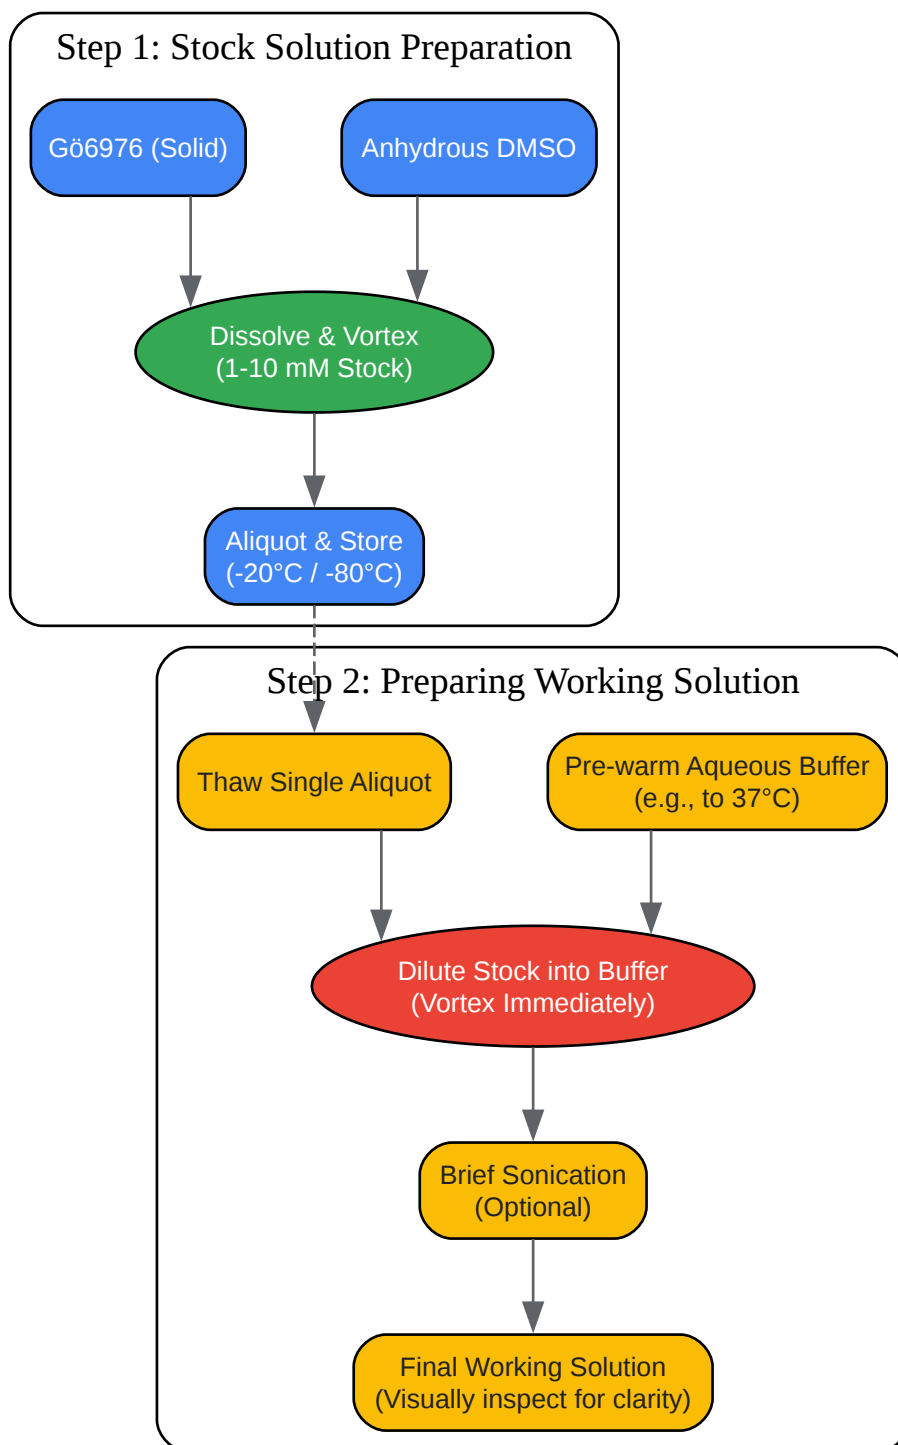 Step 1: Stock Solution Preparation
Gö6976 (Solid)
Anhydrous DMSO
Dissolve & Vortex
(1-10 mM Stock)
Aliquot & Store
(-20°C / -80°C)
Step 2: Preparing Working Solution
Thaw Single Aliquot
Pre-warm Aqueous Buffer
(e.g., to 37°C)
Dilute Stock into Buffer
(Vortex Immediately)
Brief Sonication
(Optional)
Final Working Solution
(Visually inspect for clarity)